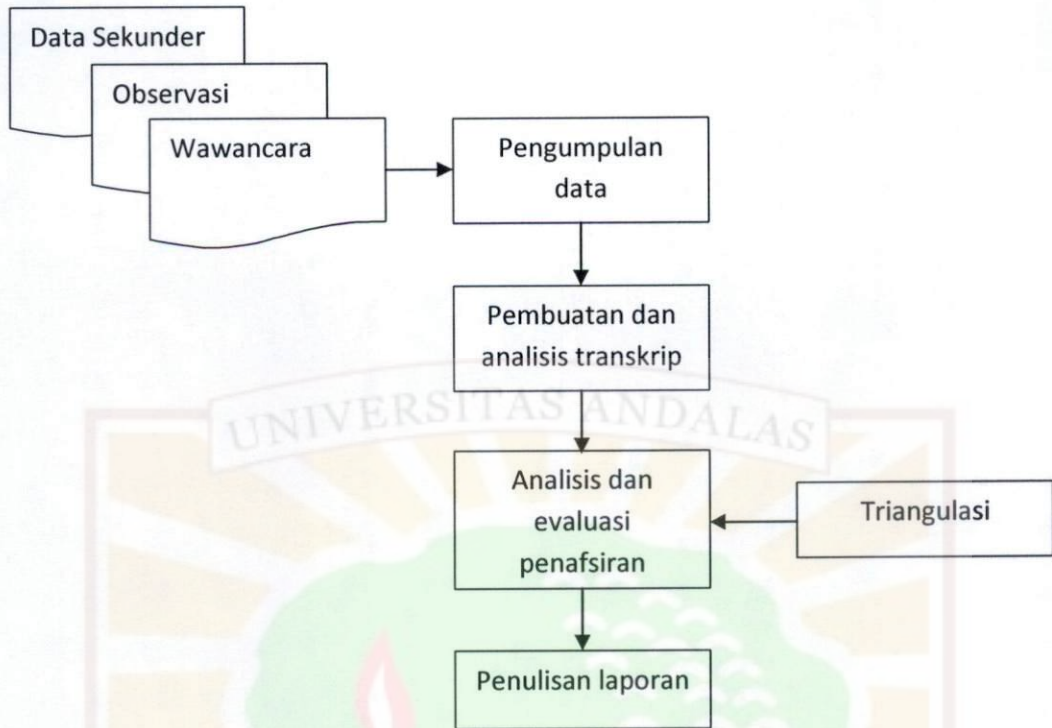 Data Sekunder
Observasi
Wawancara
Pengumpulan
data
Pembuatan dan
analisis transkrip
UNIVERSITAS ANDALAS
Analisis dan
evaluasi
penafsiran
Triangulasi
Penulisan laporan